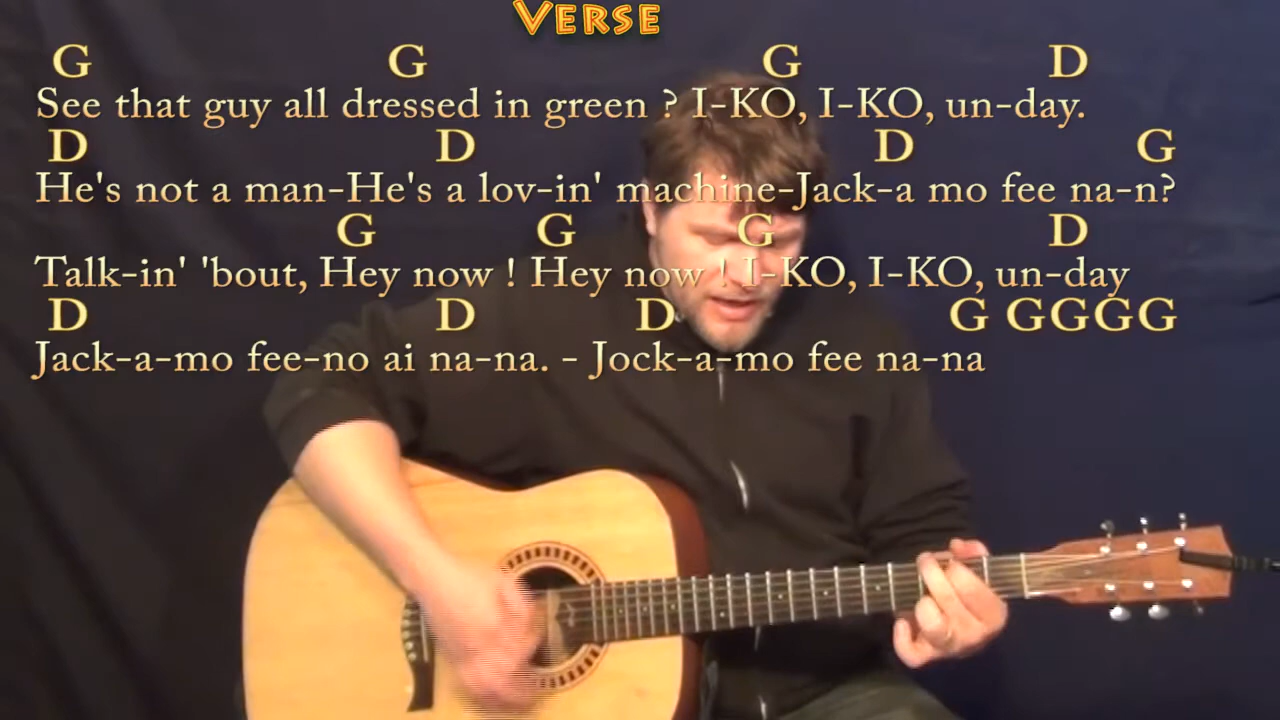 VERSE
G G G D
See that guy all dressed in green ? I-KO, I-KO, un-day.
D D D G
He's not a man-He's a lov-in' machine-Jack-a mo fee na-n?
G G G D
Talk-in' 'bout, Hey now ! Hey now ! I-KO, I-KO, un-day
D D D G GGGG
Jack-a-mo fee-no ai na-na. - Jock-a-mo fee na-na